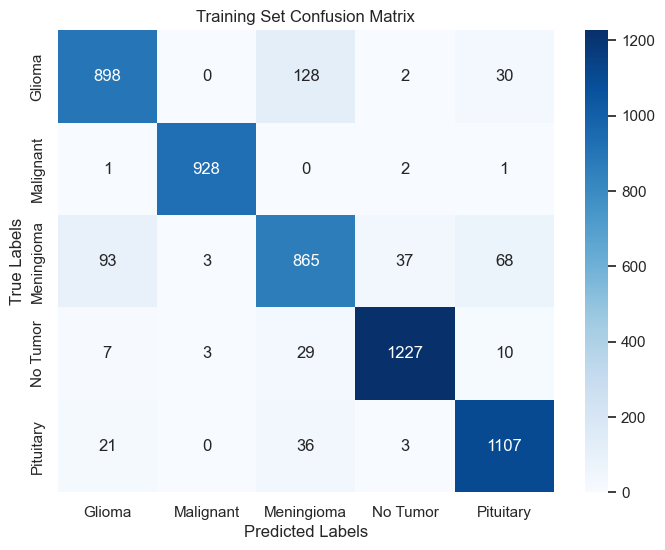 Training Set Confusion Matrix
True Labels
Glioma 898 0 128 2 30
Malignant 1 928 0 2 1
Meningioma 93 3 865 37 68
No Tumor 7 3 29 1227 10
Pituitary 21 0 36 3 1107
Glioma Malignant Meningioma No Tumor Pituitary
Predicted Labels
1200
1000
800
600
400
200
0